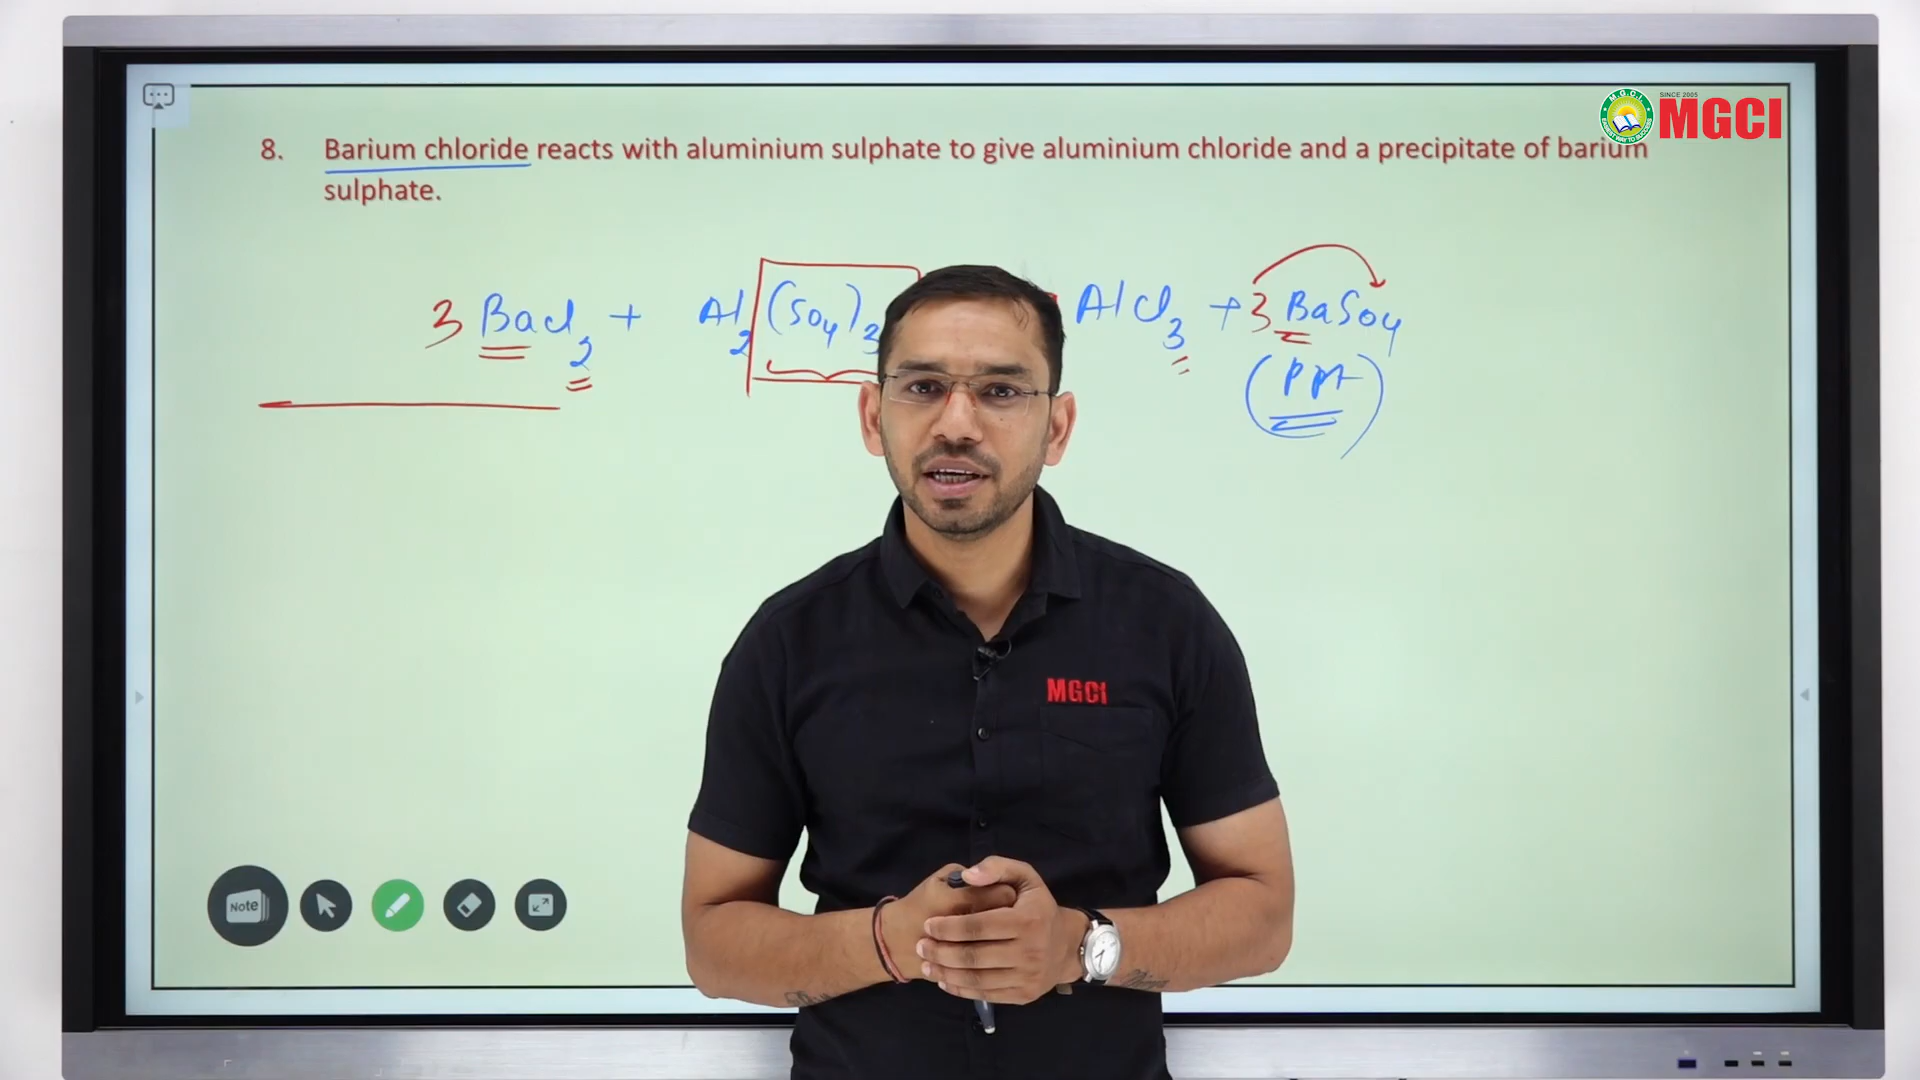 SINCE 2005
M.G.C.I.
MGCI
8. Barium chloride reacts with aluminium sulphate to give aluminium chloride and a precipitate of barium
sulphate.
3 BaCl2 + Al2 (So4)3 AlCl3 + 3 BaSo4
(Ppt)
MGCI
Note